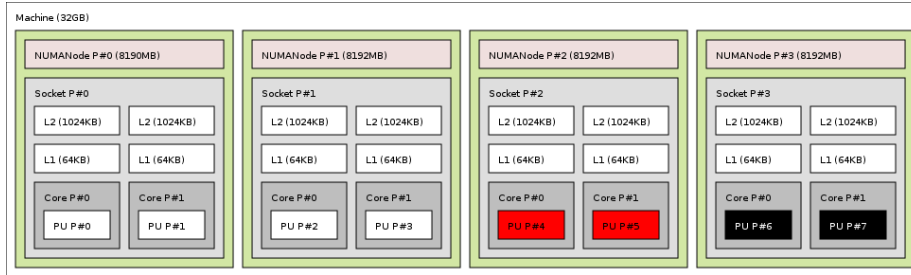 Machine (32GB)
NUMANode P#0 (8190MB)
Socket P#0
L2 (1024KB) L2 (1024KB)
L1 (64KB) L1 (64KB)
Core P#0 Core P#1
PU P#0 PU P#1
NUMANode P#1 (8192MB)
Socket P#1
L2 (1024KB) L2 (1024KB)
L1 (64KB) L1 (64KB)
Core P#0 Core P#1
PU P#2 PU P#3
NUMANode P#2 (8192MB)
Socket P#2
L2 (1024KB) L2 (1024KB)
L1 (64KB) L1 (64KB)
Core P#0 Core P#1
PU P#4 PU P#5
NUMANode P#3 (8192MB)
Socket P#3
L2 (1024KB) L2 (1024KB)
L1 (64KB) L1 (64KB)
Core P#0 Core P#1
PU P#6 PU P#7